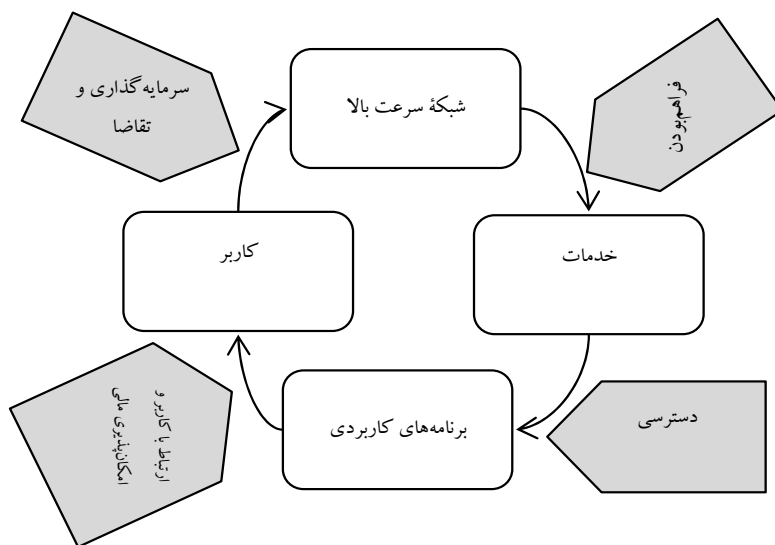 سرمایه‌گذاری و
تقاضا
شبکۀ سرعت بالا
فراهم‌بودن
کاربر
خدمات
ارتباط با کاربر و
امکان‌پذیری مالی
برنامه‌های کاربردی
دسترسی